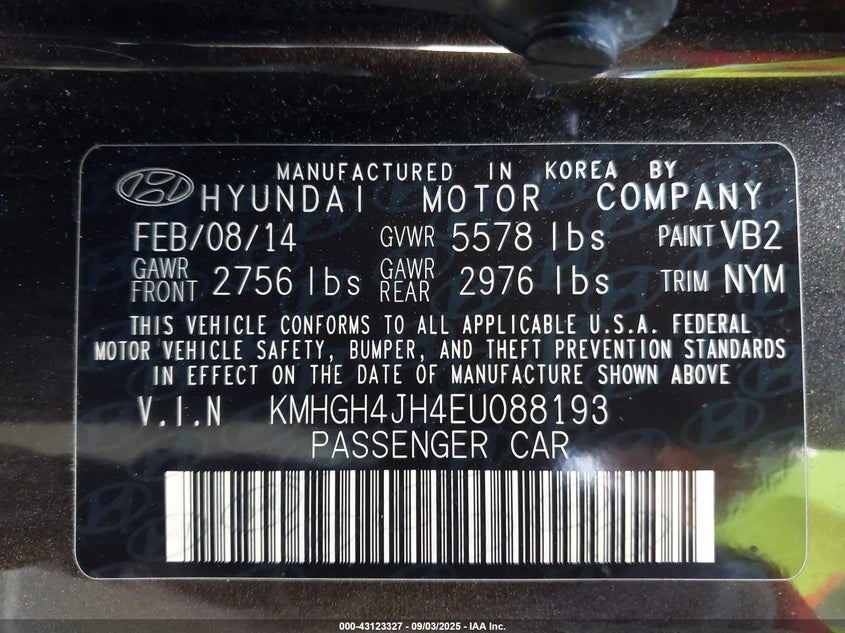 MANUFACTURED IN KOREA BY
HYUNDAI MOTOR COMPANY
FEB/08/14 GVWR 5578 lbs PAINT VB2
GAWR FRONT 2756 lbs GAWR REAR 2976 lbs TRIM NYM
THIS VEHICLE CONFORMS TO ALL APPLICABLE U.S.A. FEDERAL
MOTOR VEHICLE SAFETY, BUMPER, AND THEFT PREVENTION STANDARDS
IN EFFECT ON THE DATE OF MANUFACTURE SHOWN ABOVE
V.I.N KMHGH4JH4EU088193
PASSENGER CAR
000-43123327 - 09/03/2025 - IAA Inc.